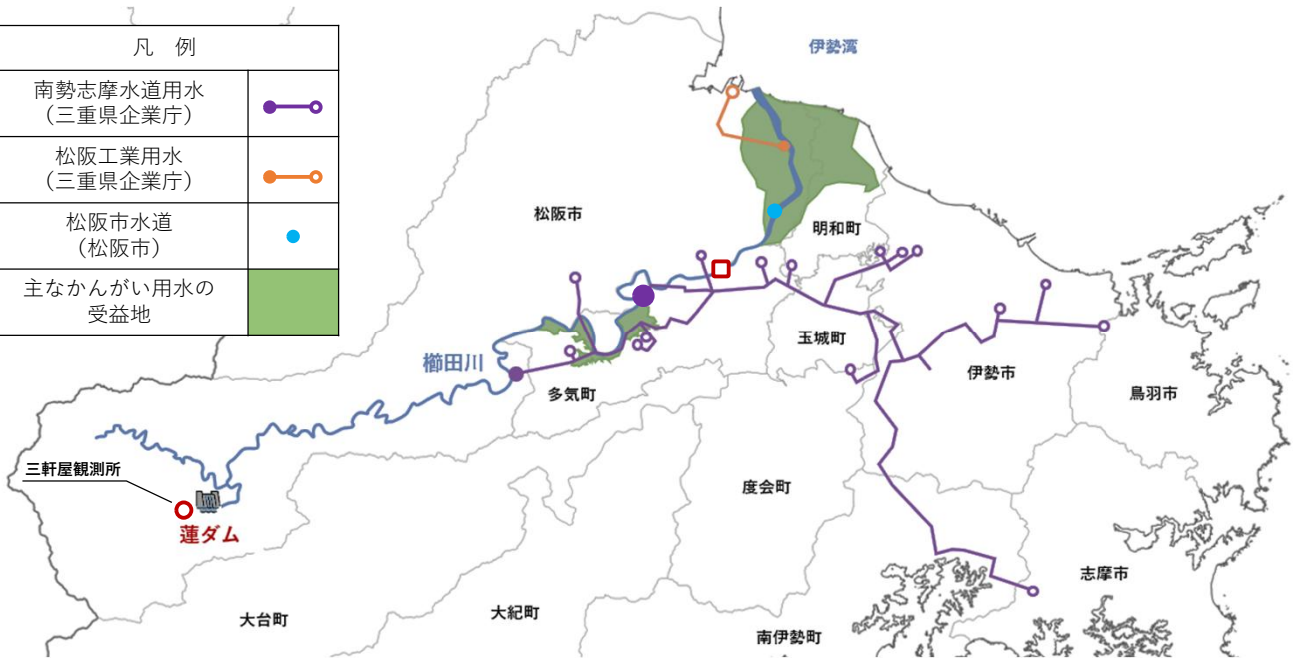 凡 例
南勢志摩水道用水
（三重県企業庁）
松阪工業用水
（三重県企業庁）
松阪市水道
（松阪市）
主なかんがい用水の
受益地
伊勢湾
松阪市
明和町
玉城町
櫛田川
多気町
伊勢市
鳥羽市
三軒屋観測所
度会町
蓮ダム
志摩市
大台町
大紀町
南伊勢町